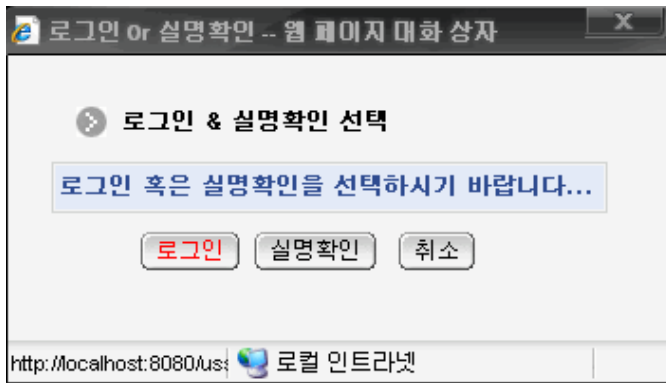 로그인 Or 실명확인 -- 웹 페이지 대화 상자
로그인 & 실명확인 선택
로그인 혹은 실명확인을 선택하시기 바랍니다...
로그인 실명확인 취소
http://localhost:8080/uss 로컬 인트라넷